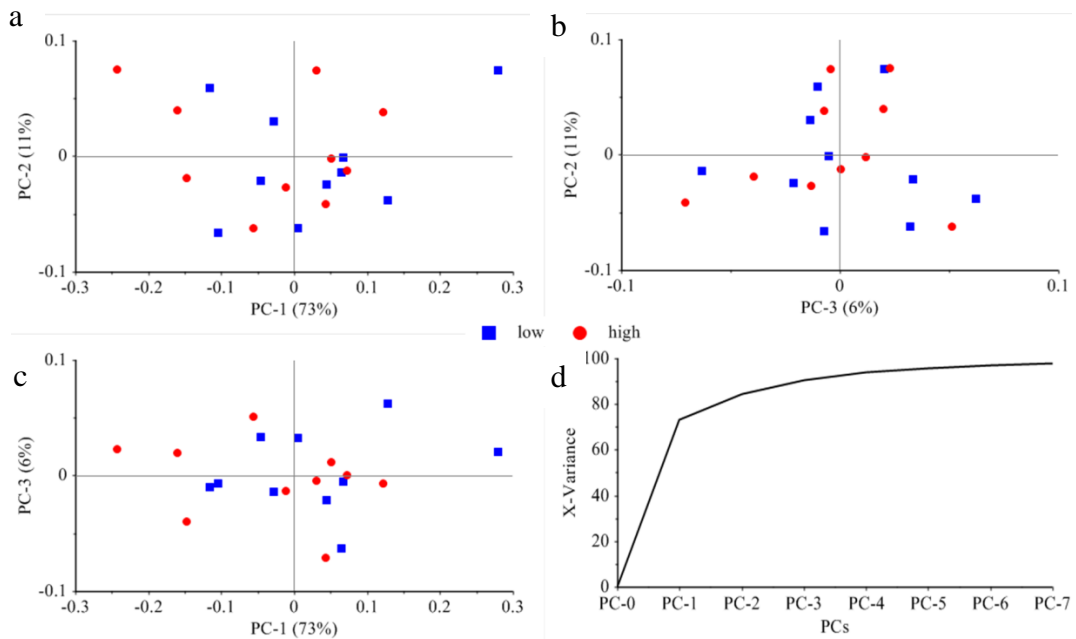 a
0.1
PC-2 (11%)
0
-0.1
-0.3 -0.2 -0.1 0 0.1 0.2 0.3
PC-1 (73%)
b
0.1
PC-2 (11%)
0
-0.1
-0.1 0 0.1
PC-3 (6%)
low high
c
0.1
PC-3 (6%)
0
-0.1
-0.3 -0.2 -0.1 0 0.1 0.2 0.3
PC-1 (73%)
d
100
80
60
40
20
0
X-Variance
PC-0 PC-1 PC-2 PC-3 PC-4 PC-5 PC-6 PC-7
PCs